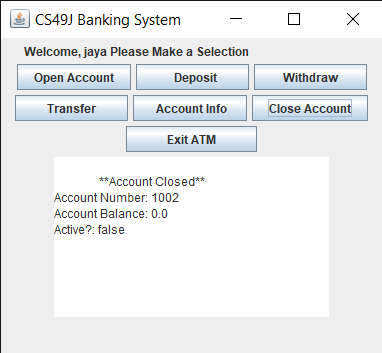 CS49J Banking System
Welcome, jaya Please Make a Selection
Open Account Deposit Withdraw
Transfer Account Info Close Account
Exit ATM
**Account Closed**
Account Number: 1002
Account Balance: 0.0
Active?: false